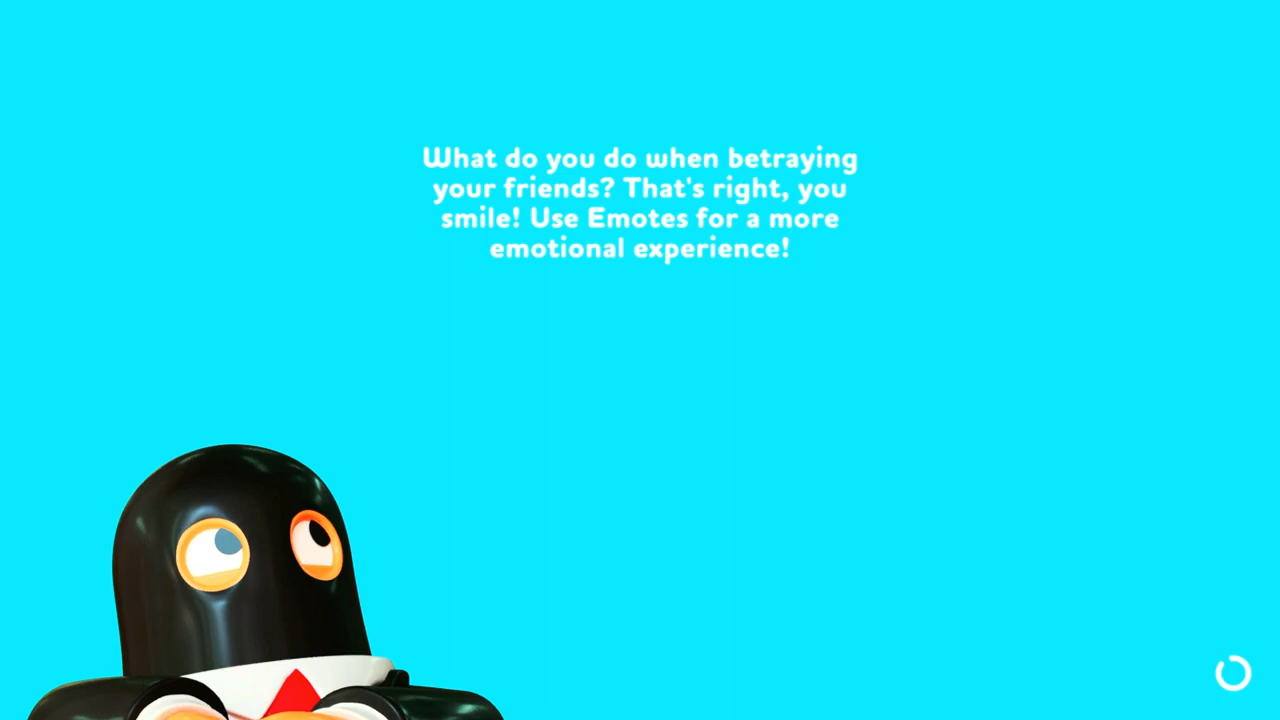 What do you do when betraying
your friends? That's right, you
smile! Use Emotes for a more
emotional experience!